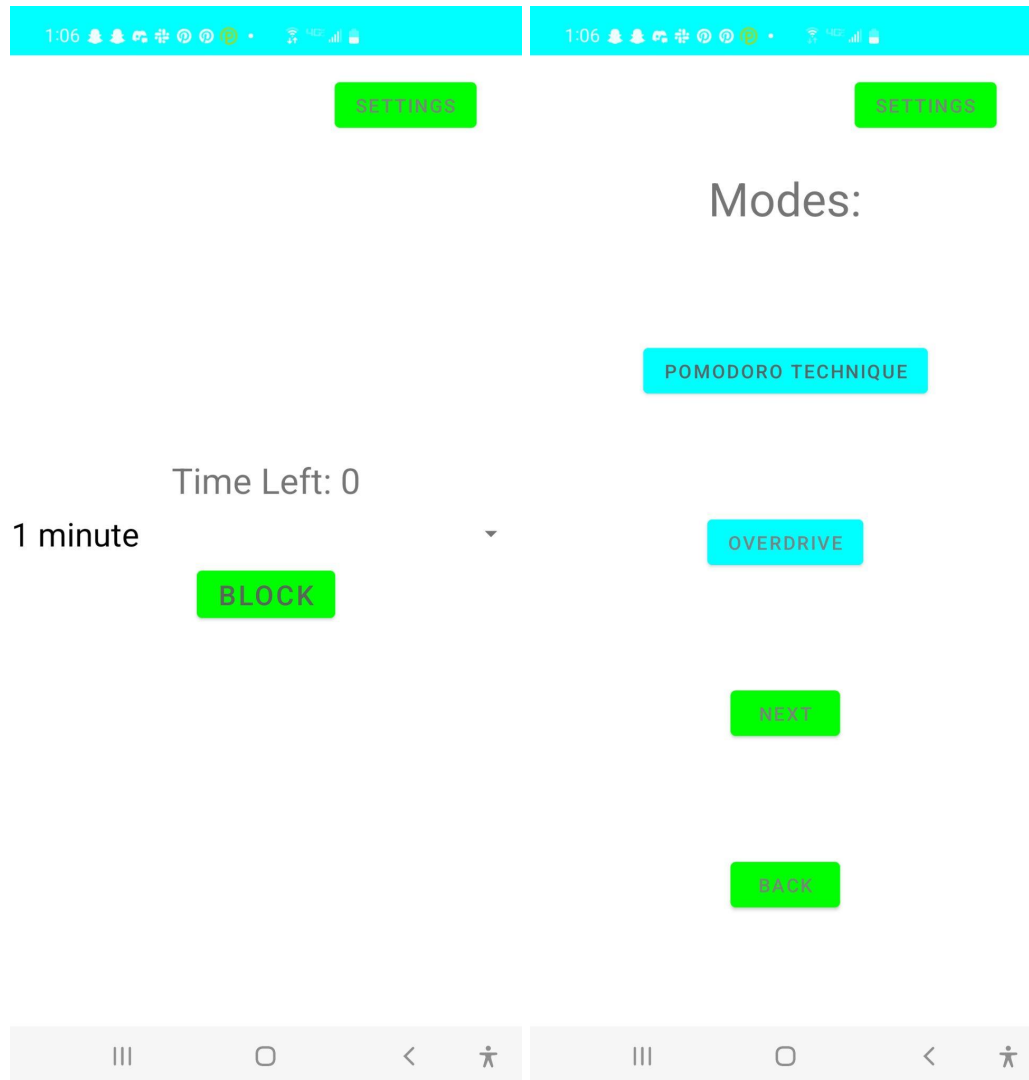 1:06
SETTINGS
Time Left: 0
1 minute
BLOCK
1:06
SETTINGS
Modes:
POMODORO TECHNIQUE
OVERDRIVE
NEXT
BACK